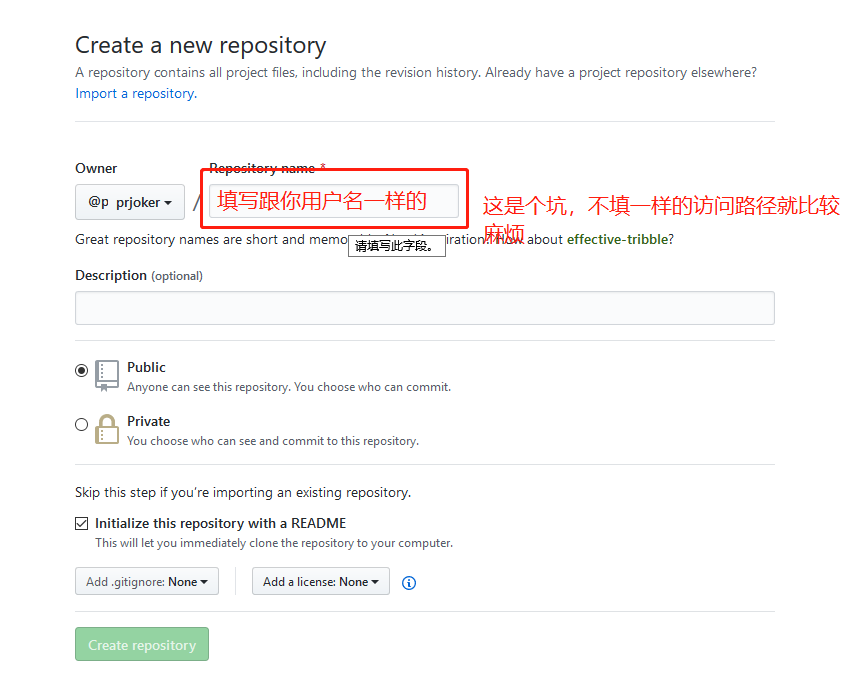 Create a new repository
A repository contains all project files, including the revision history. Already have a project repository elsewhere?
Import a repository.
Owner
Repository name *
@p prjoker
/
填写跟你用户名一样的
这是个坑，不填一样的访问路径就比较
麻烦
Great repository names are short and memo iration? How about effective-tribble?
请填写此字段。
Description (optional)
Public
Anyone can see this repository. You choose who can commit.
Private
You choose who can see and commit to this repository.
Skip this step if you're importing an existing repository.
Initialize this repository with a README
This will let you immediately clone the repository to your computer.
Add .gitignore: None
Add a license: None
Create repository